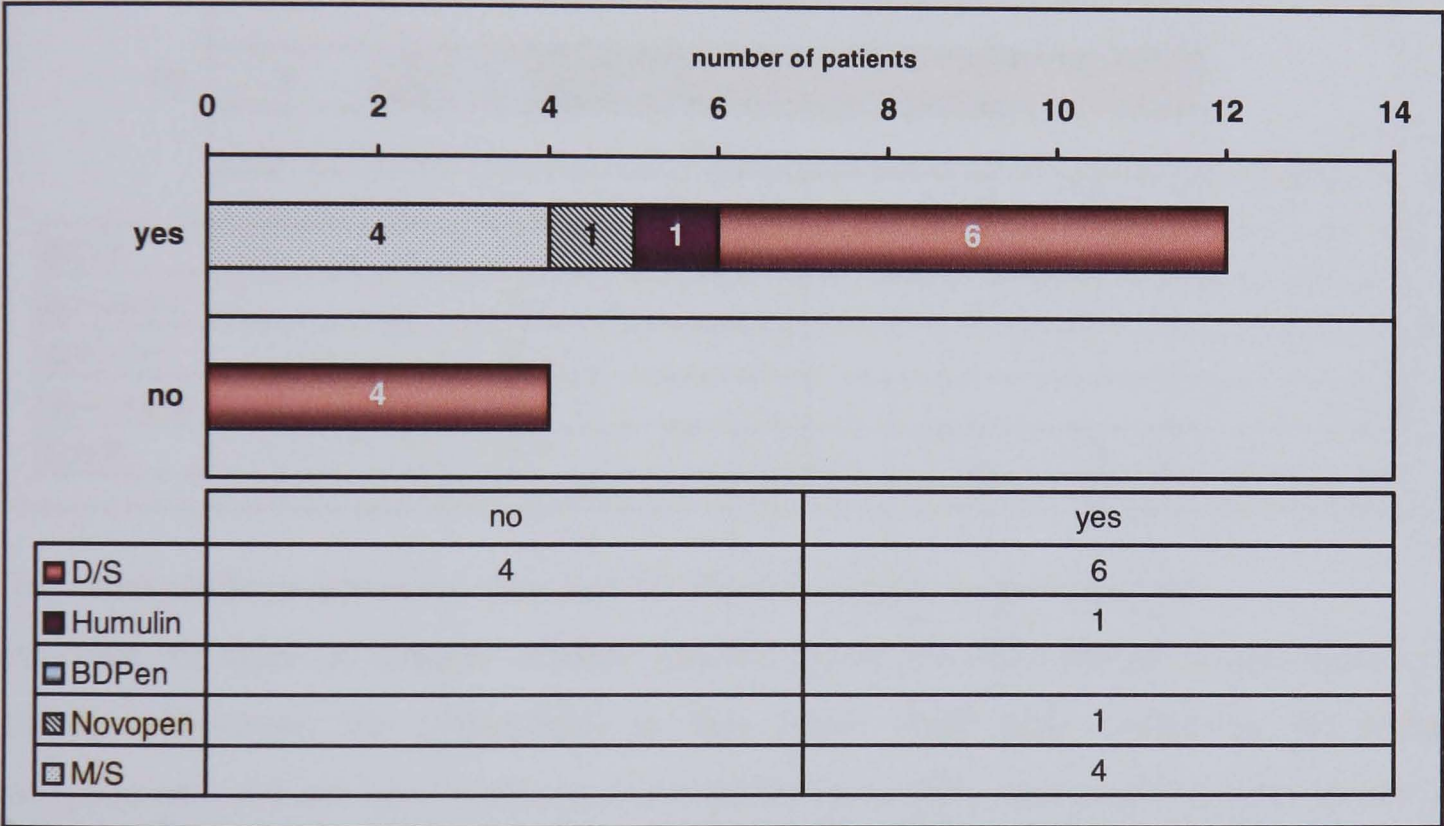 number of patients
0 2 4 6 8 10 12 14
yes 4 1 1 6
no 4
no yes
D/S 4 6
Humulin 1
BDPen
Novopen 1
M/S 4